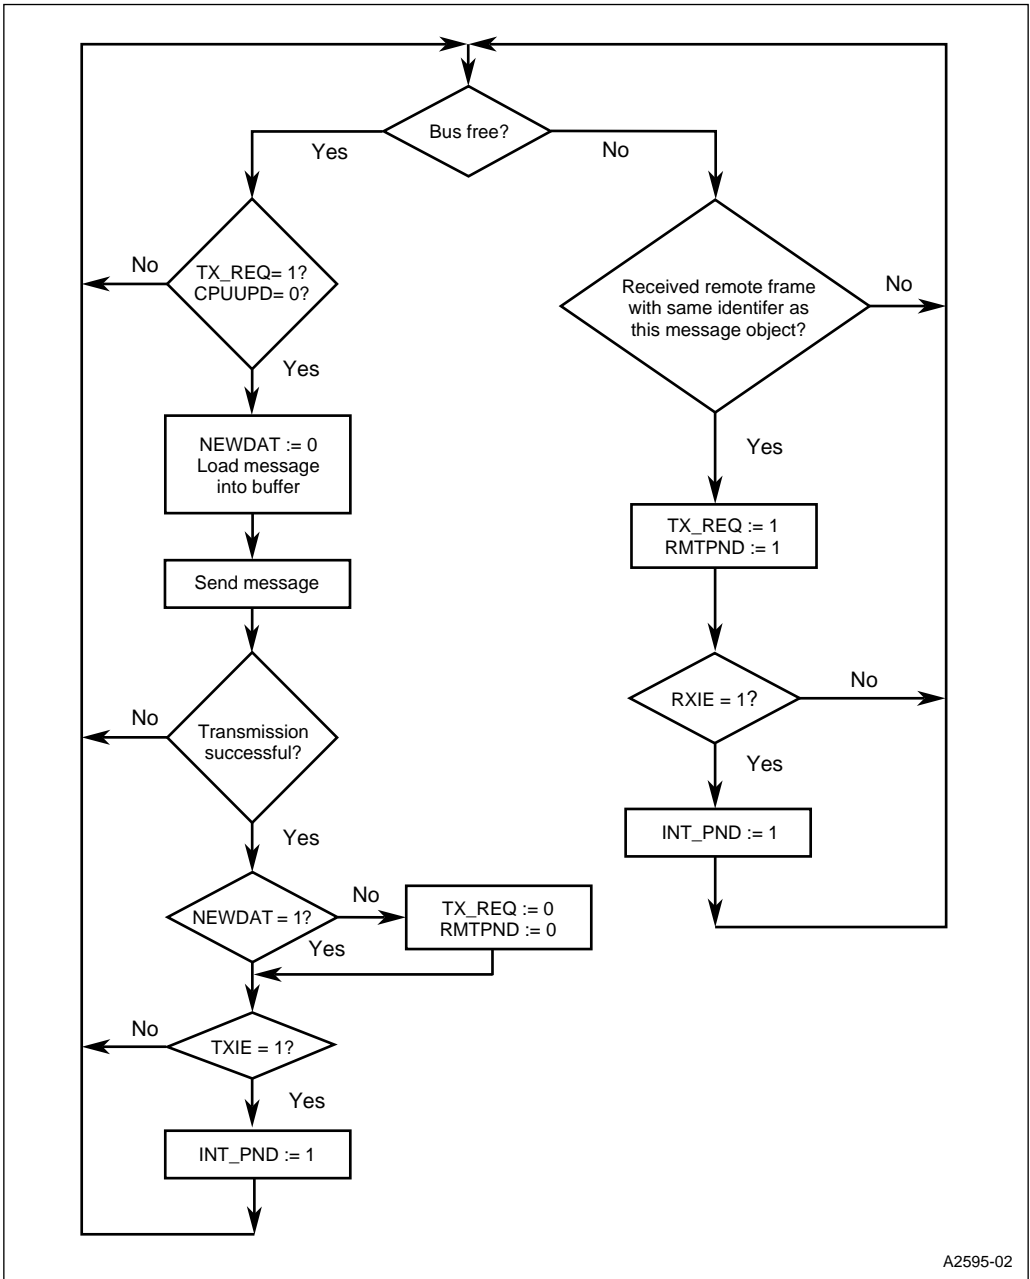 Bus free?
Yes
No
TX_REQ= 1?
CPUUPD= 0?
No
Yes
Received remote frame
with same identifer as
this message object?
No
Yes
NEWDAT := 0
Load message
into buffer
TX_REQ := 1
RMTPND := 1
Send message
Transmission
successful?
No
Yes
RXIE = 1?
No
Yes
INT_PND := 1
NEWDAT = 1?
No
Yes
TX_REQ := 0
RMTPND := 0
TXIE = 1?
No
Yes
INT_PND := 1
A2595-02